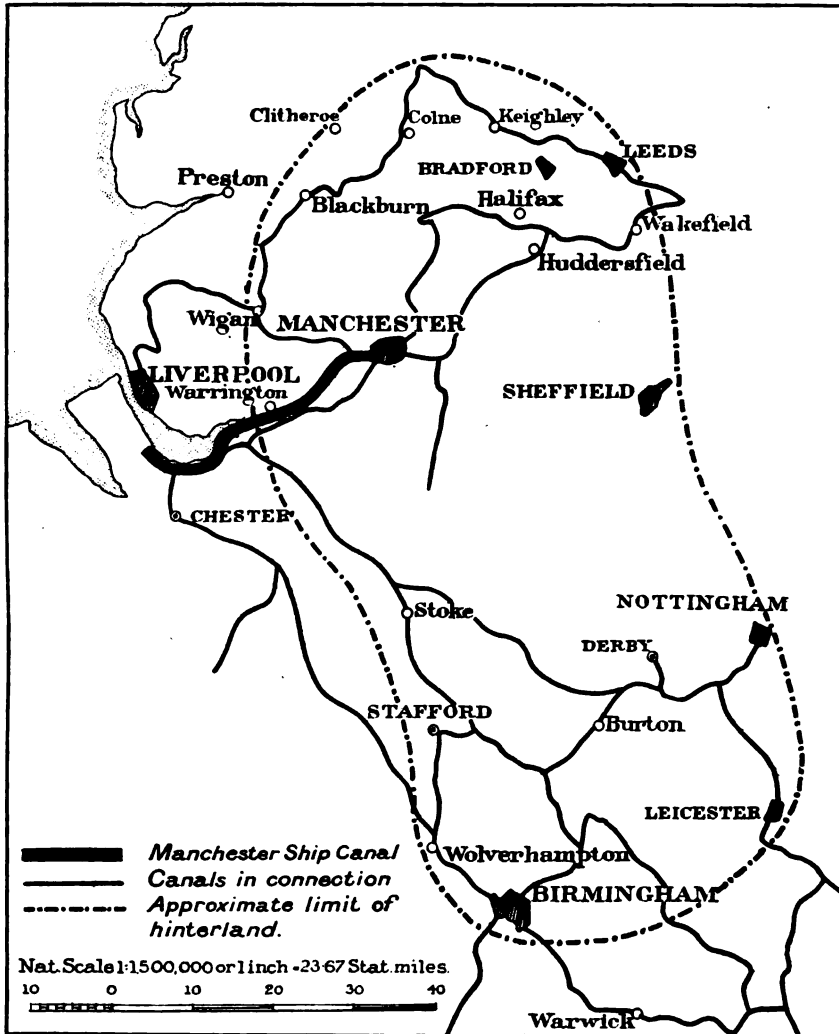 Clitheroe
Colne
Keighley
LEEDS
BRADFORD
Preston
Blackburn
Halifax
Wakefield
Huddersfield
Wigan
MANCHESTER
LIVERPOOL
Warrington
SHEFFIELD
CHESTER
Stoke
NOTTINGHAM
DERBY
STAFFORD
Burton
LEICESTER
Wolverhampton
BIRMINGHAM
Warwick
Manchester Ship Canal
Canals in connection
Approximate limit of
hinterland.
Nat. Scale 1:1,500,000 or 1 inch = 23·67 Stat. miles.
10 0 10 20 30 40